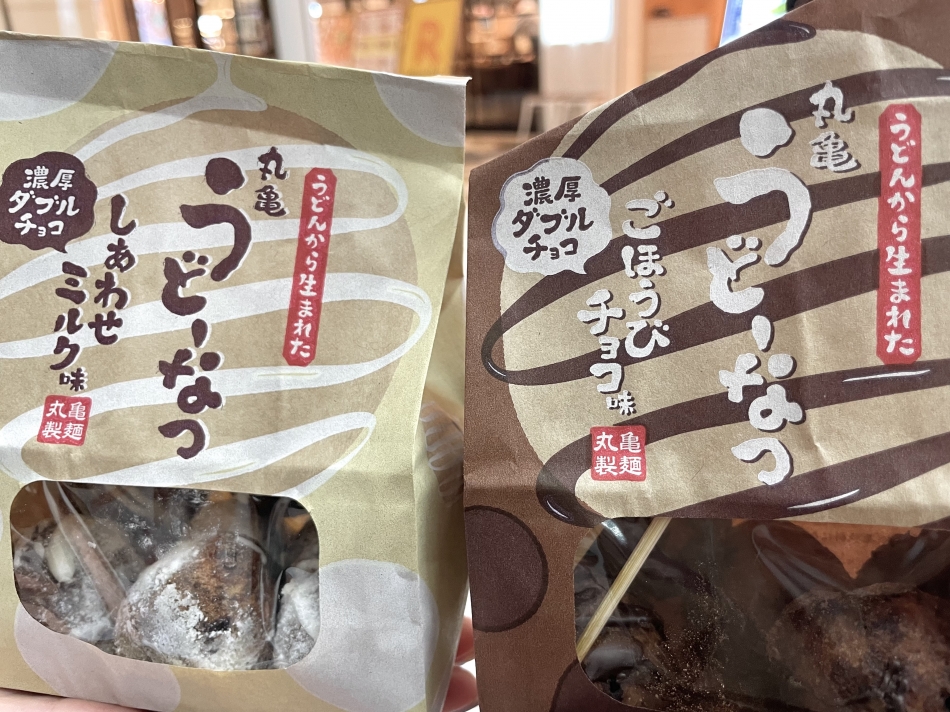 うどんから生まれた
丸亀
うどーなつ
しあわせ
ミルク味
濃厚
ダブル
チョコ
丸亀
製麺
うどんから生まれた
丸亀
うどーなつ
ごほうび
チョコ味
濃厚
ダブル
チョコ
丸亀
製麺
R